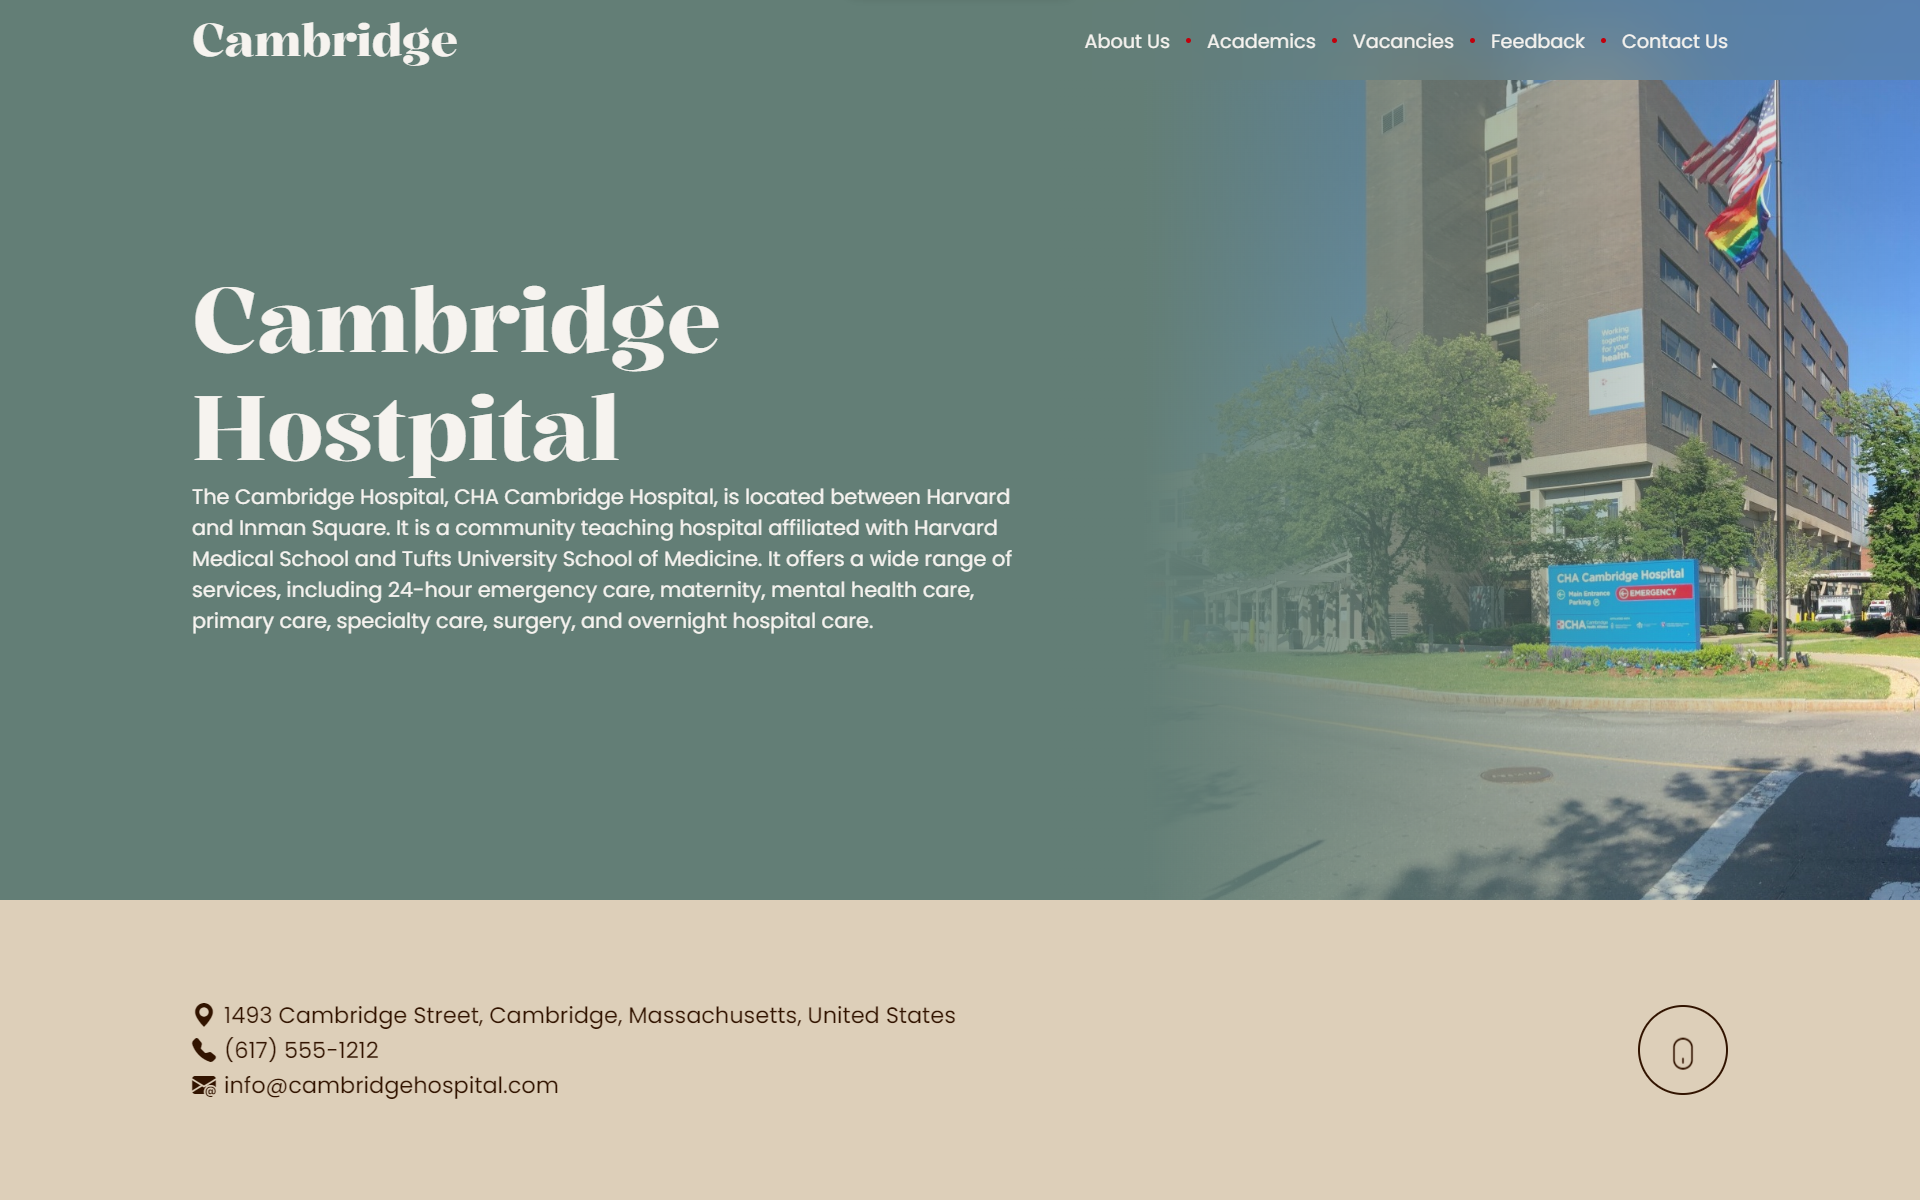 Cambridge
About Us • Academics • Vacancies • Feedback • Contact Us
Cambridge
Hostpital
The Cambridge Hospital, CHA Cambridge Hospital, is located between Harvard
and Inman Square. It is a community teaching hospital affiliated with Harvard
Medical School and Tufts University School of Medicine. It offers a wide range of
services, including 24-hour emergency care, maternity, mental health care,
primary care, specialty care, surgery, and overnight hospital care.
Working
together
for your
health.
CHA Cambridge Hospital
Main Entrance
EMERGENCY
Parking
CHA
1493 Cambridge Street, Cambridge, Massachusetts, United States
(617) 555-1212
info@cambridgehospital.com